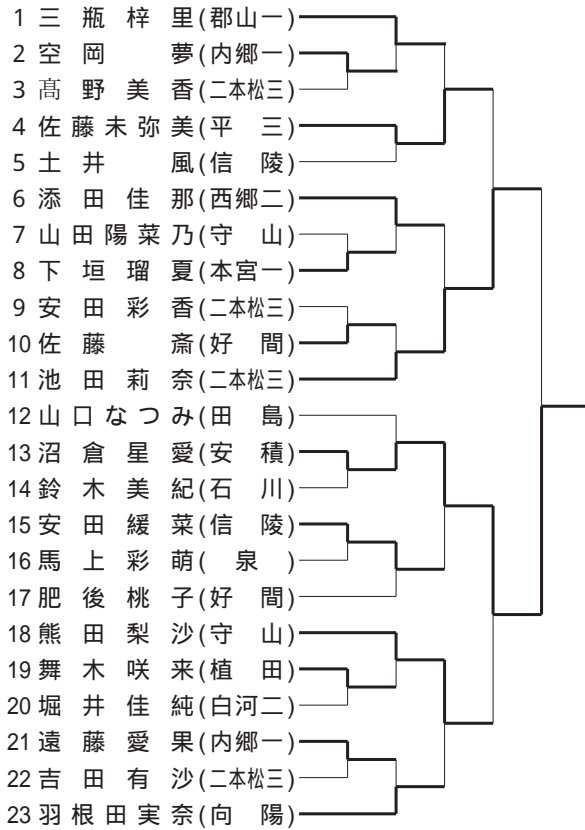 1 三瓶梓里(郡山一)
2 空岡夢(内郷一)
3 髙野美香(二本松三)
4 佐藤未弥美(平三)
5 土井風(信陵)
6 添田佳那(西郷二)
7 山田陽菜乃(守山)
8 下垣瑠夏(本宮一)
9 安田彩香(二本松三)
10 佐藤斎(好間)
11 池田莉奈(二本松三)
12 山口なつみ(田島)
13 沼倉星愛(安積)
14 鈴木美紀(石川)
15 安田緩菜(信陵)
16 馬上彩萌(泉)
17 肥後桃子(好間)
18 熊田梨沙(守山)
19 舞木咲来(植田)
20 堀井佳純(白河二)
21 遠藤愛果(内郷一)
22 吉田有沙(二本松三)
23 羽根田実奈(向陽)